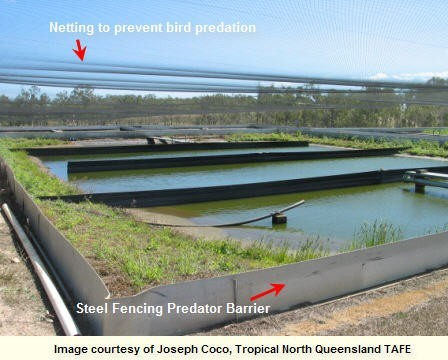 Netting to prevent bird predation
Steel Fencing Predator Barrier
Image courtesy of Joseph Coco, Tropical North Queensland TAFE